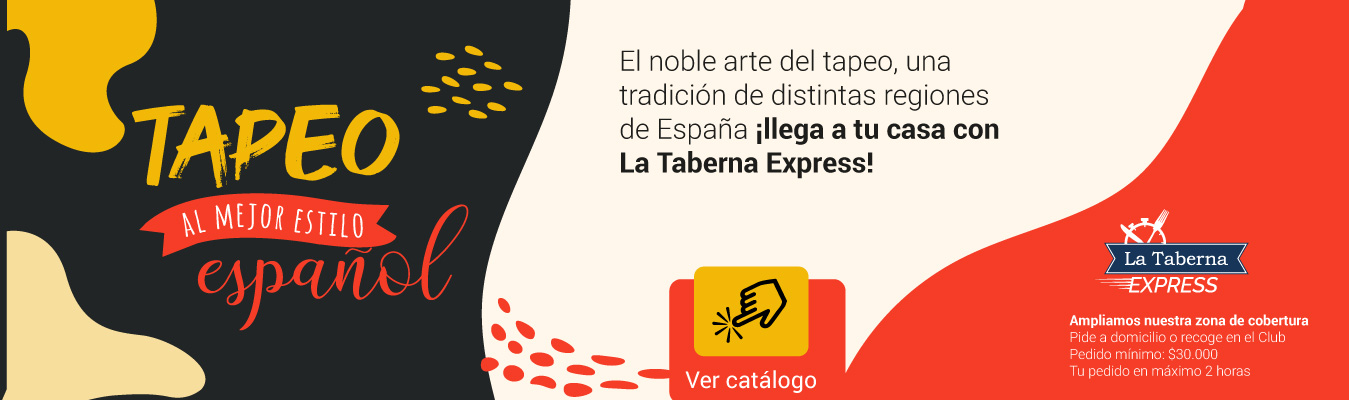 TAPEO
AL MEJOR ESTILO
español
El noble arte del tapeo, una
tradición de distintas regiones
de España ¡llega a tu casa con
La Taberna Express!
Ver catálogo
La Taberna
EXPRESS
Ampliamos nuestra zona de cobertura
Pide a domicilio o recoge en el Club
Pedido mínimo: $30.000
Tu pedido en máximo 2 horas